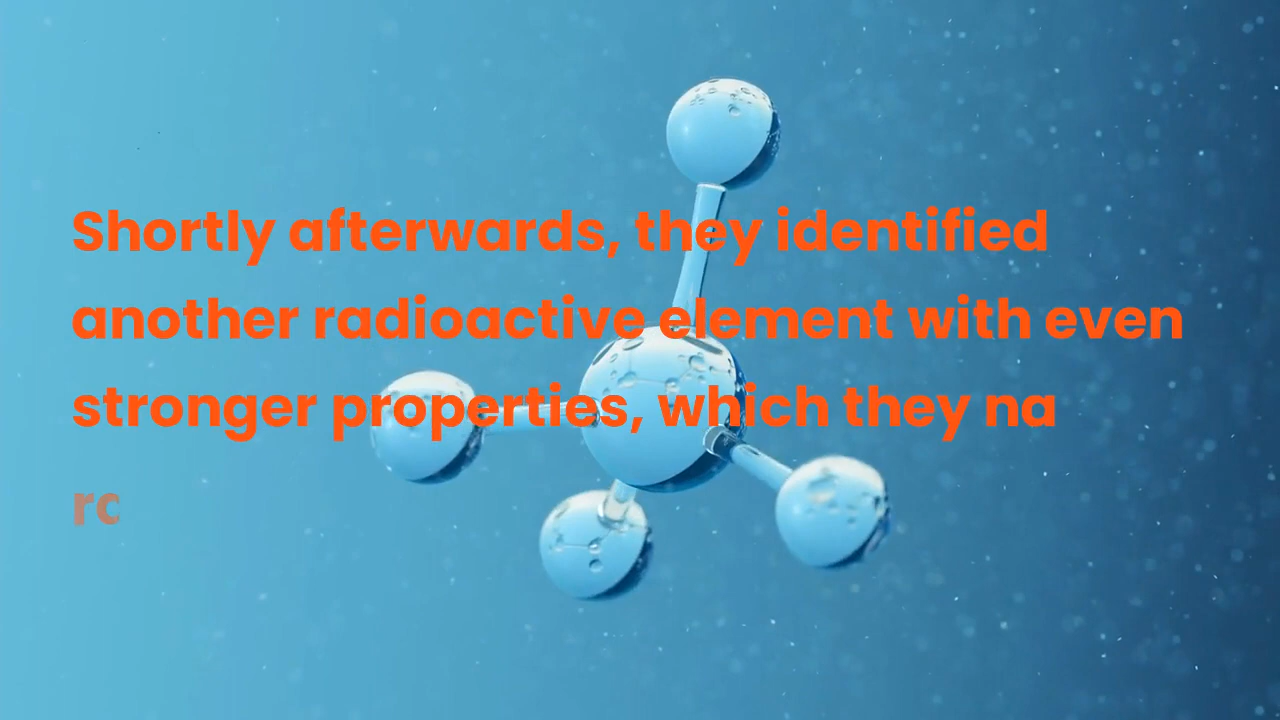 Shortly afterwards, they identified
another radioactive element with even
stronger properties, which they na